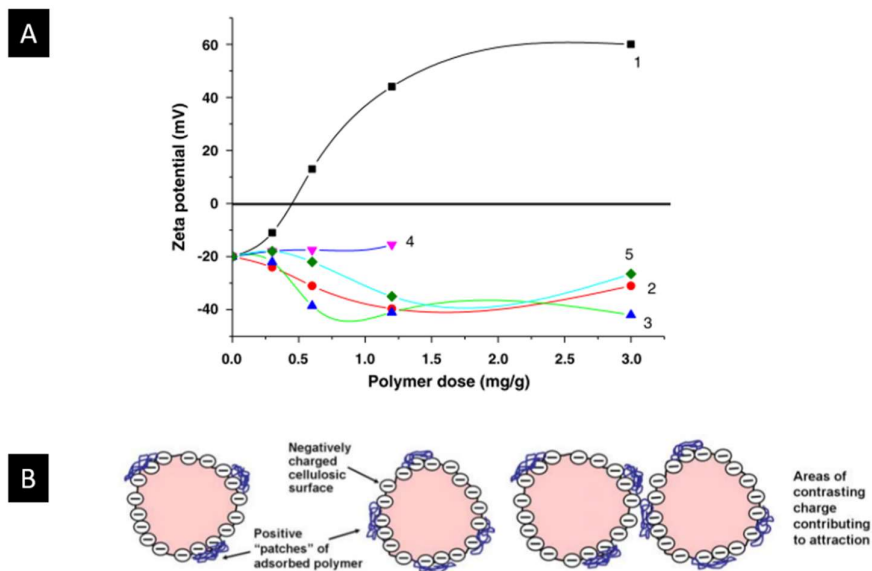 A
60
40
20
0
-20
-40
Zeta potential (mV)
1
4
5
2
3
0.0 0.5 1.0 1.5 2.0 2.5 3.0
Polymer dose (mg/g)
B
Negatively
charged
cellulosic
surface
Positive
“patches” of
adsorbed polymer
Areas of
contrasting
charge
contributing
to attraction